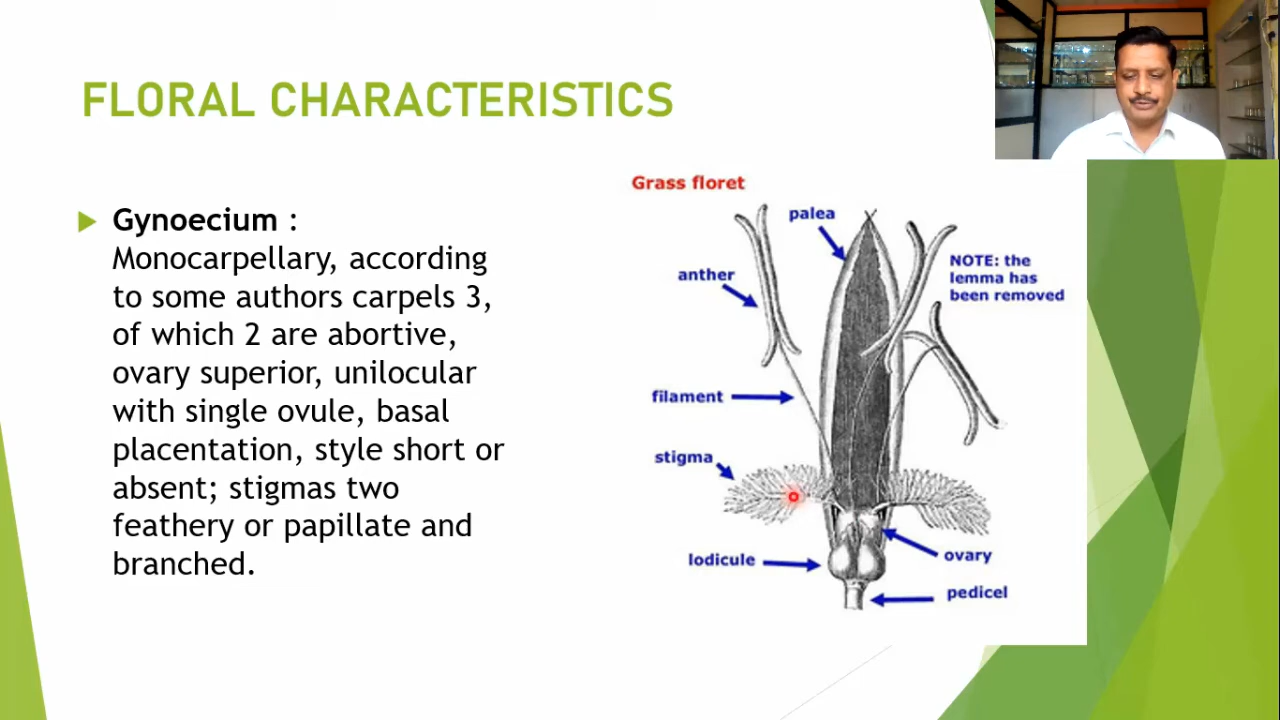 FLORAL CHARACTERISTICS
Gynoecium :
Monocarpellary, according
to some authors carpels 3,
of which 2 are abortive,
ovary superior, unilocular
with single ovule, basal
placentation, style short or
absent; stigmas two
feathery or papillate and
branched.
Grass floret
palea
anther
NOTE: the
lemma has
been removed
filament
stigma
lodicule
ovary
pedicel